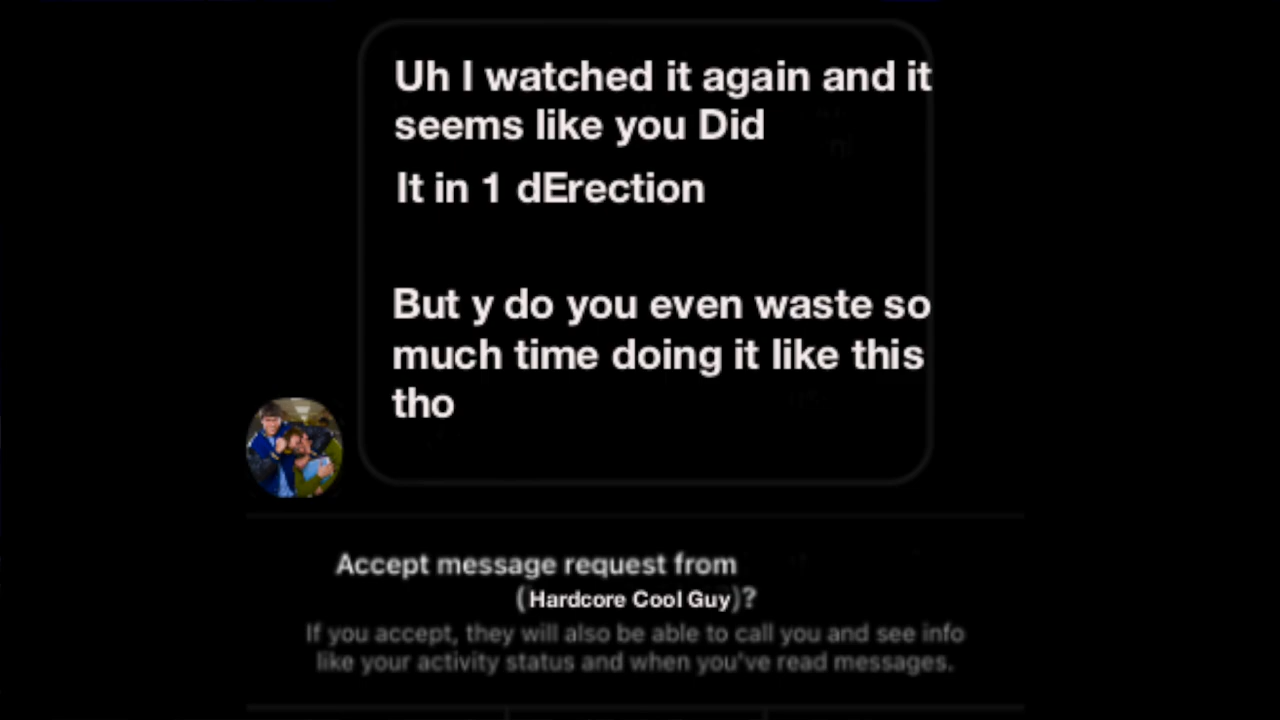 Uh I watched it again and it
seems like you Did
It in 1 dErection
But y do you even waste so
much time doing it like this
tho
Accept message request from
(Hardcore Cool Guy)?
If you accept, they will also be able to call you and see info
like your activity status and when you've read messages.